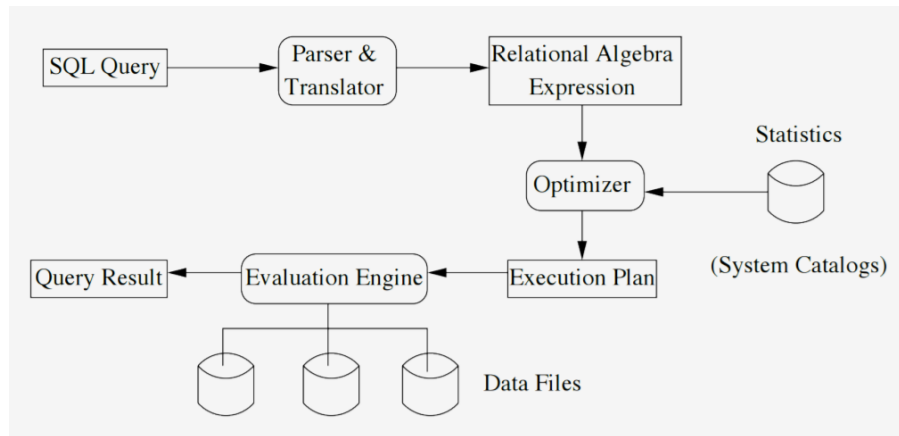 SQL Query
Parser &
Translator
Relational Algebra
Expression
Statistics
Optimizer
(System Catalogs)
Query Result
Evaluation Engine
Execution Plan
Data Files